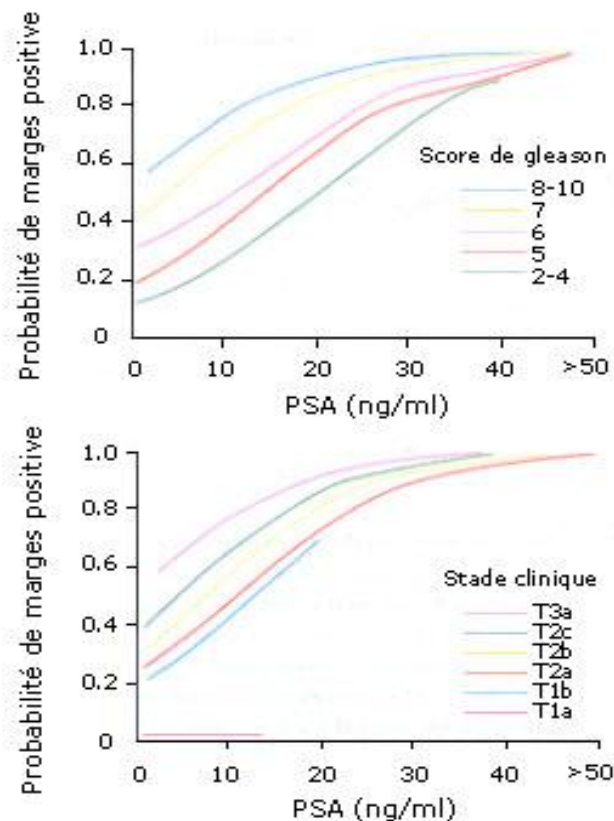 Probabilité de marges positive
1.0
0.8
0.6
0.4
0.2
0
Score de gleason
8-10
7
6
5
2-4
0 10 20 30 40 >50
PSA (ng/ml)
Probabilité de marges positive
1.0
0.8
0.6
0.4
0.2
0
Stade clinique
T3a
T2c
T2b
T2a
T1b
T1a
0 10 20 30 40 >50
PSA (ng/ml)